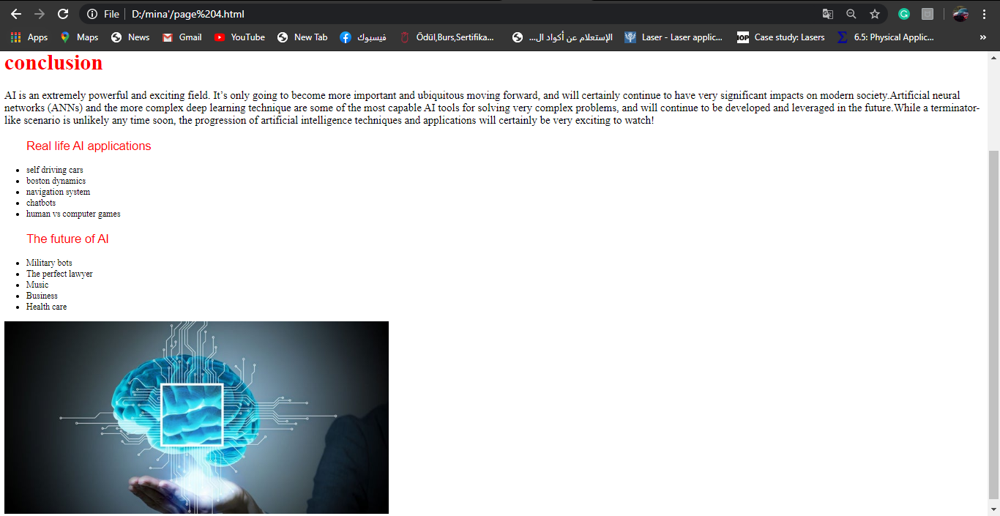 File D:/mina'/page%204.html
Apps Maps News Gmail YouTube New Tab فيسبوك Ödül,Burs,Sertifika... الإستعلام عن أكواد ال... Laser - Laser applic... IOP Case study: Lasers Σ 6.5: Physical Applic... »
conclusion
AI is an extremely powerful and exciting field. It’s only going to become more important and ubiquitous moving forward, and will certainly continue to have very significant impacts on modern society.Artificial neural
networks (ANNs) and the more complex deep learning technique are some of the most capable AI tools for solving very complex problems, and will continue to be developed and leveraged in the future.While a terminator-
like scenario is unlikely any time soon, the progression of artificial intelligence techniques and applications will certainly be very exciting to watch!
Real life AI applications
• self driving cars
• boston dynamics
• navigation system
• chatbots
• human vs computer games
The future of AI
• Military bots
• The perfect lawyer
• Music
• Business
• Health care